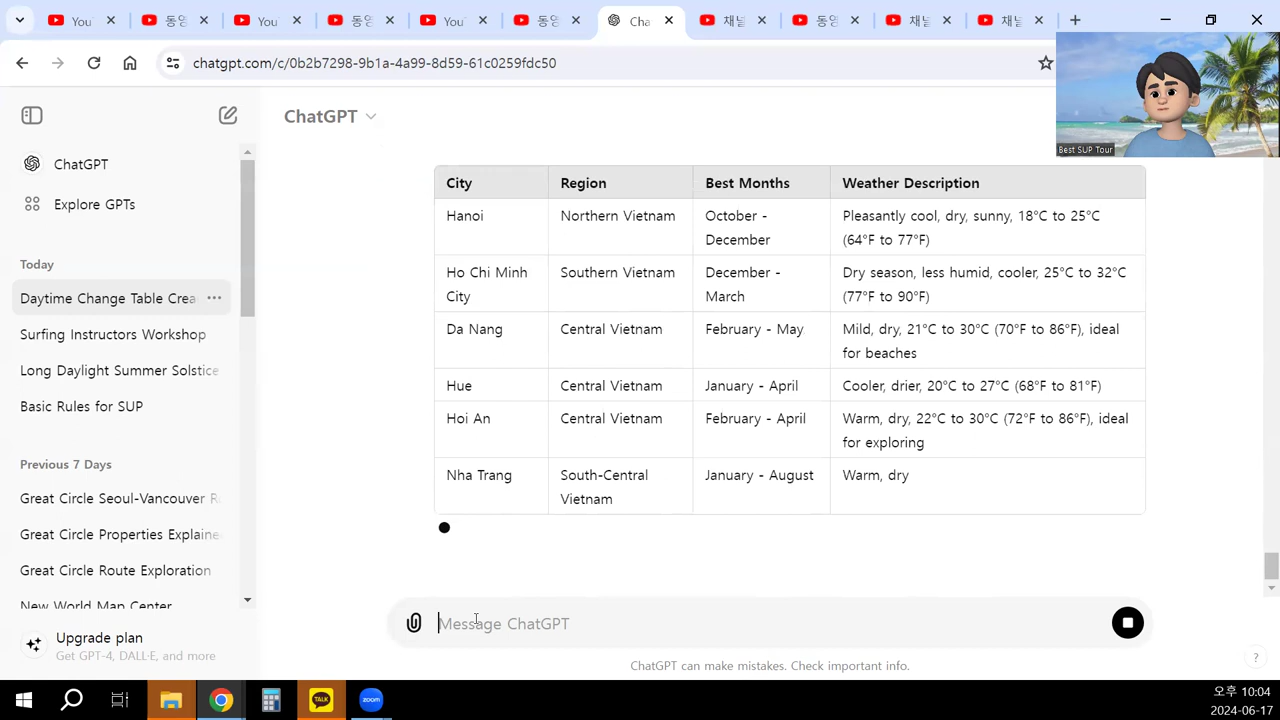 You
동영
You
동영
You
동영
Cha
채널
동영
채널
채널
chatgpt.com/c/0b2b7298-9b1a-4a99-8d59-61c0259fdc50
Best SUP Tour
ChatGPT
ChatGPT
Explore GPTs
Today
Daytime Change Table Crea
Surfing Instructors Workshop
Long Daylight Summer Solstice
Basic Rules for SUP
Previous 7 Days
Great Circle Seoul-Vancouver R
Great Circle Properties Explaine
Great Circle Route Exploration
New World Map Center
Upgrade plan
Get GPT-4, DALL·E, and more
City Region Best Months Weather Description
Hanoi Northern Vietnam October - Pleasantly cool, dry, sunny, 18°C to 25°C
December (64°F to 77°F)
Ho Chi Minh Southern Vietnam December - Dry season, less humid, cooler, 25°C to 32°C
City March (77°F to 90°F)
Da Nang Central Vietnam February - May Mild, dry, 21°C to 30°C (70°F to 86°F), ideal
for beaches
Hue Central Vietnam January - April Cooler, drier, 20°C to 27°C (68°F to 81°F)
Hoi An Central Vietnam February - April Warm, dry, 22°C to 30°C (72°F to 86°F), ideal
for exploring
Nha Trang South-Central January - August Warm, dry
Vietnam
Message ChatGPT
ChatGPT can make mistakes. Check important info.
?
TALK
zoom
오후 10:04
2024-06-17